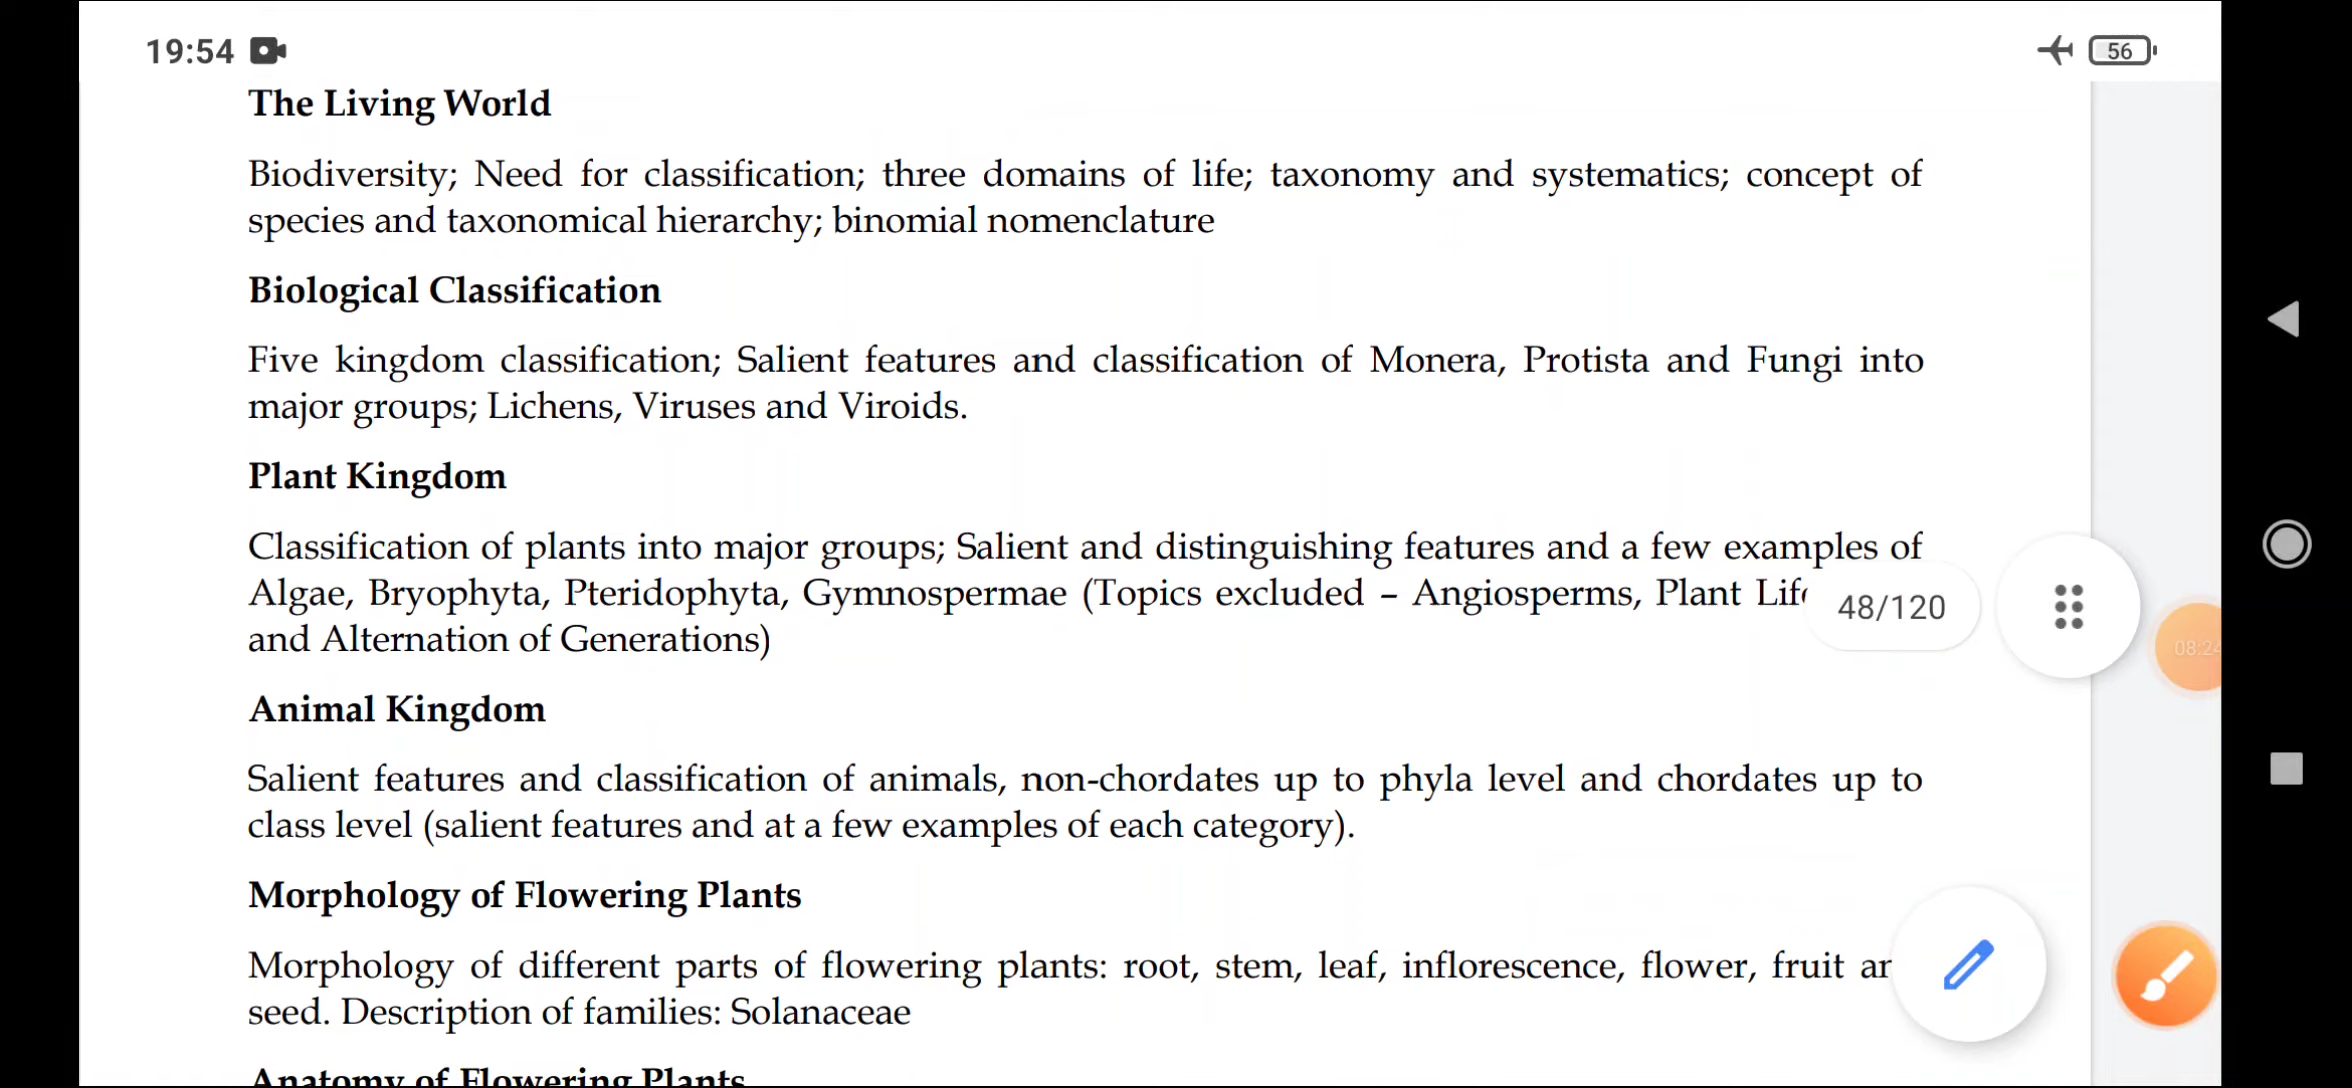 19:54
56
The Living World
Biodiversity; Need for classification; three domains of life; taxonomy and systematics; concept of
species and taxonomical hierarchy; binomial nomenclature
Biological Classification
Five kingdom classification; Salient features and classification of Monera, Protista and Fungi into
major groups; Lichens, Viruses and Viroids.
Plant Kingdom
Classification of plants into major groups; Salient and distinguishing features and a few examples of
Algae, Bryophyta, Pteridophyta, Gymnospermae (Topics excluded – Angiosperms, Plant
48/120
and Alternation of Generations)
08:24
Animal Kingdom
Salient features and classification of animals, non-chordates up to phyla level and chordates up to
class level (salient features and at a few examples of each category).
Morphology of Flowering Plants
Morphology of different parts of flowering plants: root, stem, leaf, inflorescence, flower, fruit
seed. Description of families: Solanaceae
Anatomy of Flowering Plants